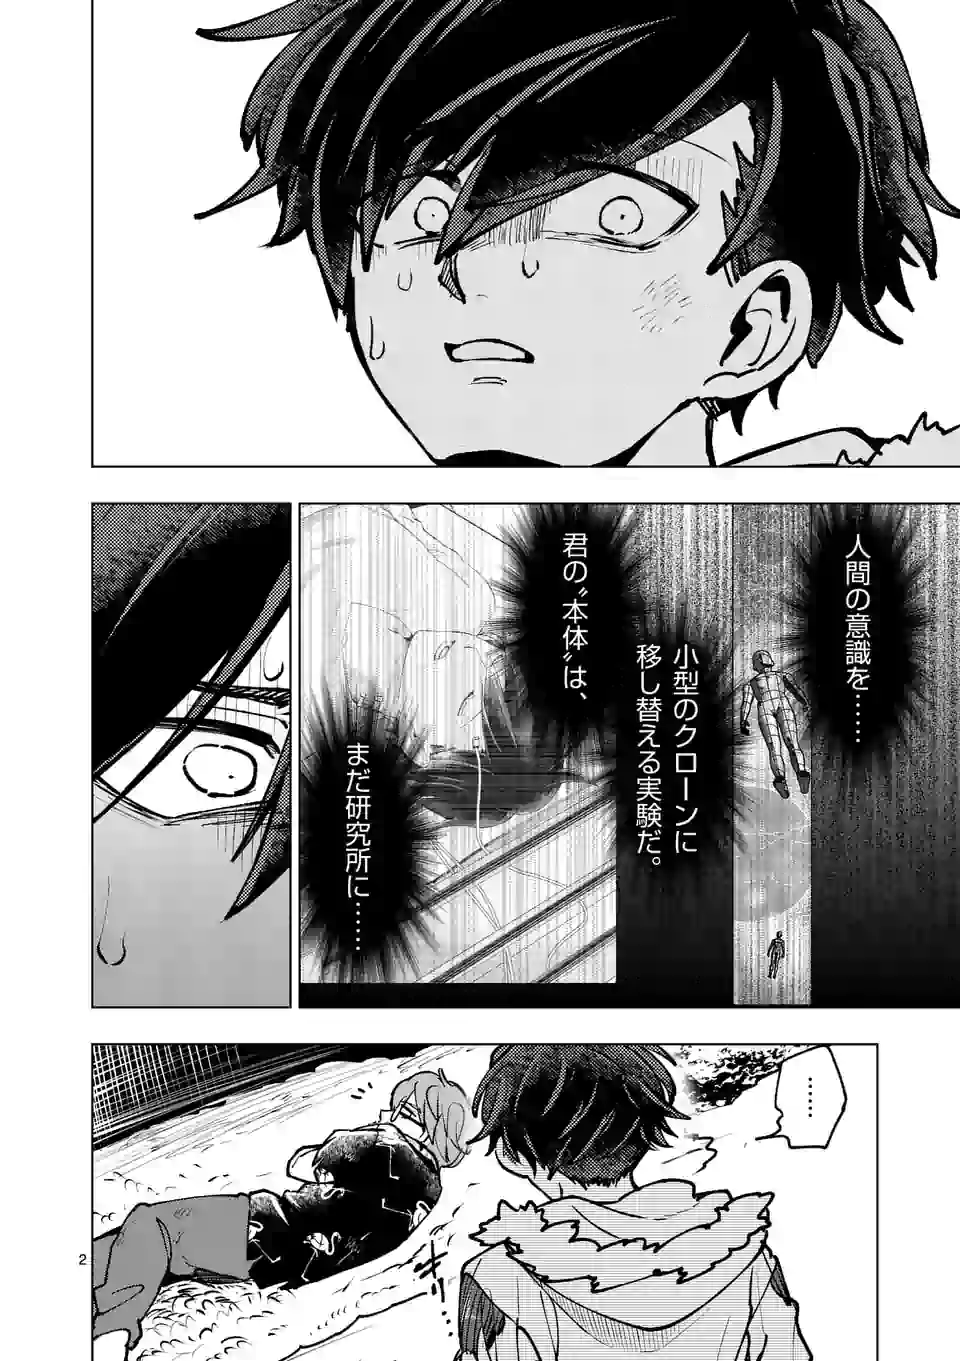 人間の意識を……
小型のクローンに
移し替える実験だ。
君の〝本体〟は、
まだ研究所に……
……
2